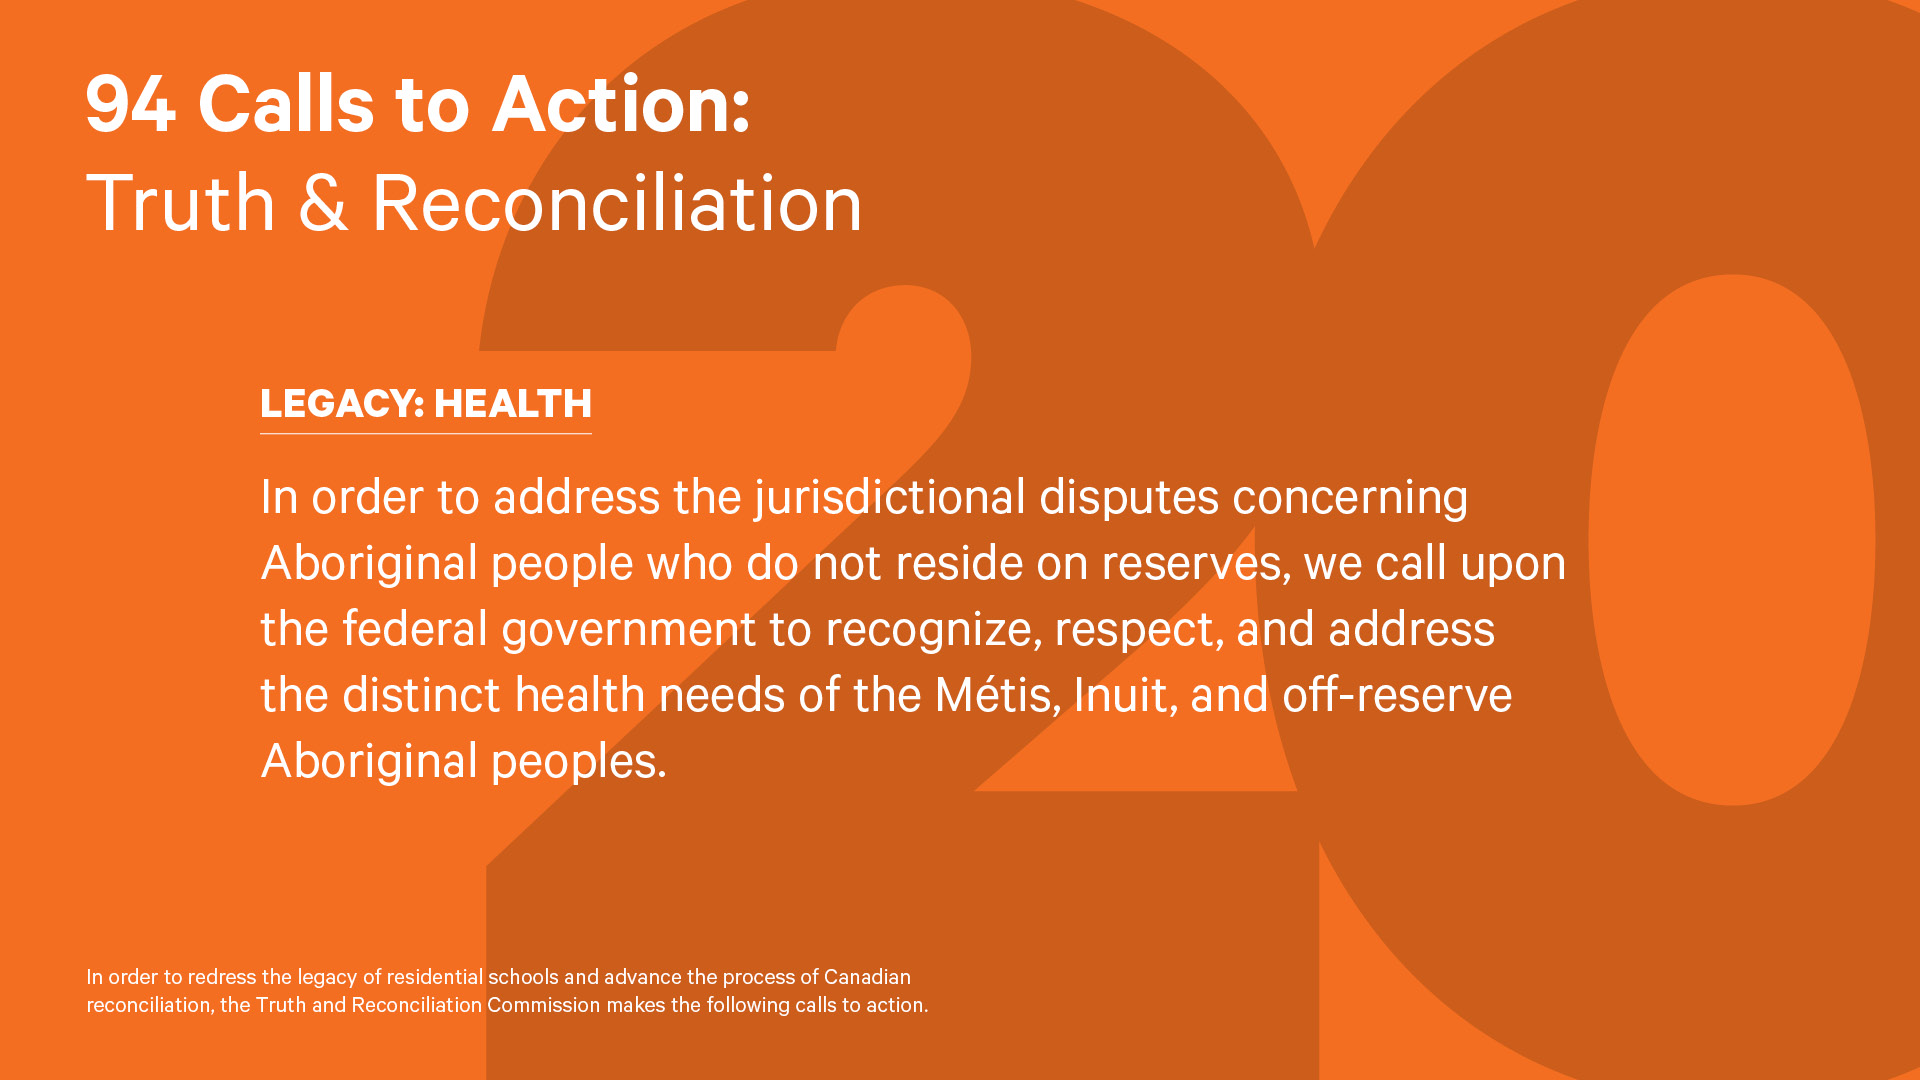 94 Calls to Action:
Truth & Reconciliation
20
LEGACY: HEALTH
In order to address the jurisdictional disputes concerning
Aboriginal people who do not reside on reserves, we call upon
the federal government to recognize, respect, and address
the distinct health needs of the Métis, Inuit, and off-reserve
Aboriginal peoples.
In order to redress the legacy of residential schools and advance the process of Canadian
reconciliation, the Truth and Reconciliation Commission makes the following calls to action.